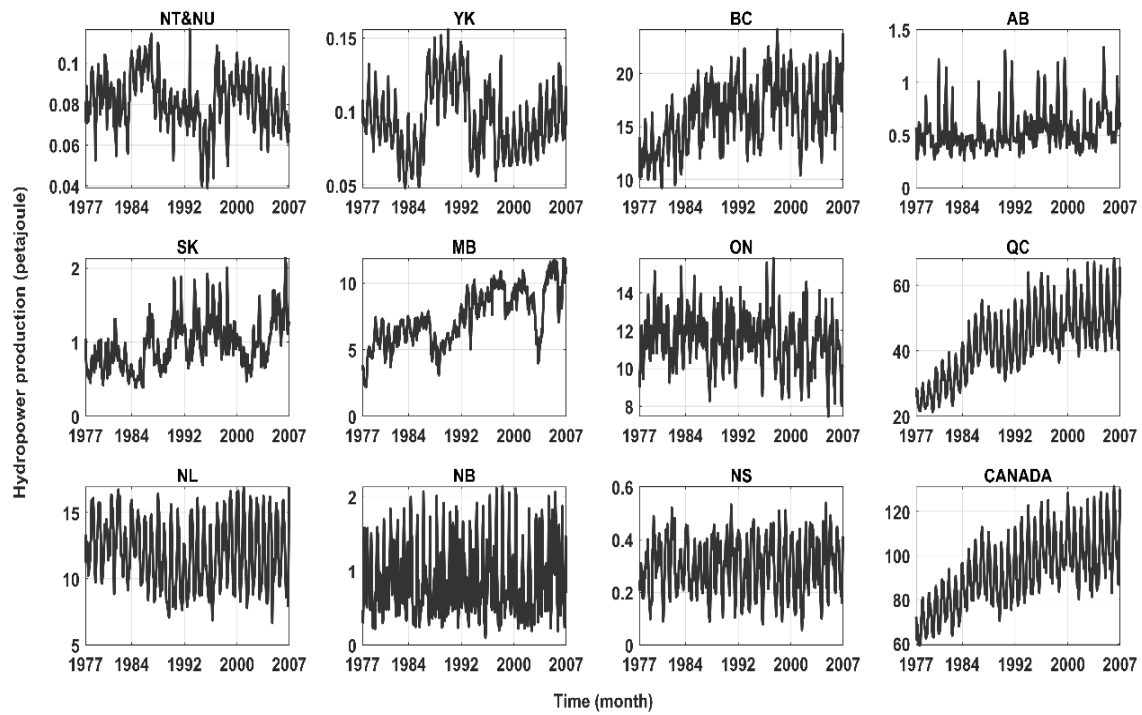 NT&NU YK BC AB
0.1
0.08
0.06
0.04
1977 1984 1992 2000 2007
0.15
0.1
0.05
1977 1984 1992 2000 2007
20
15
10
1977 1984 1992 2000 2007
1.5
1
0.5
0
1977 1984 1992 2000 2007
Hydropower production (petajoule)
SK MB ON QC
2
1
0
1977 1984 1992 2000 2007
10
5
0
1977 1984 1992 2000 2007
14
12
10
8
1977 1984 1992 2000 2007
60
40
20
1977 1984 1992 2000 2007
NL NB NS CANADA
15
10
5
1977 1984 1992 2000 2007
2
1
0
1977 1984 1992 2000 2007
0.6
0.4
0.2
0
1977 1984 1992 2000 2007
120
100
80
60
1977 1984 1992 2000 2007
Time (month)